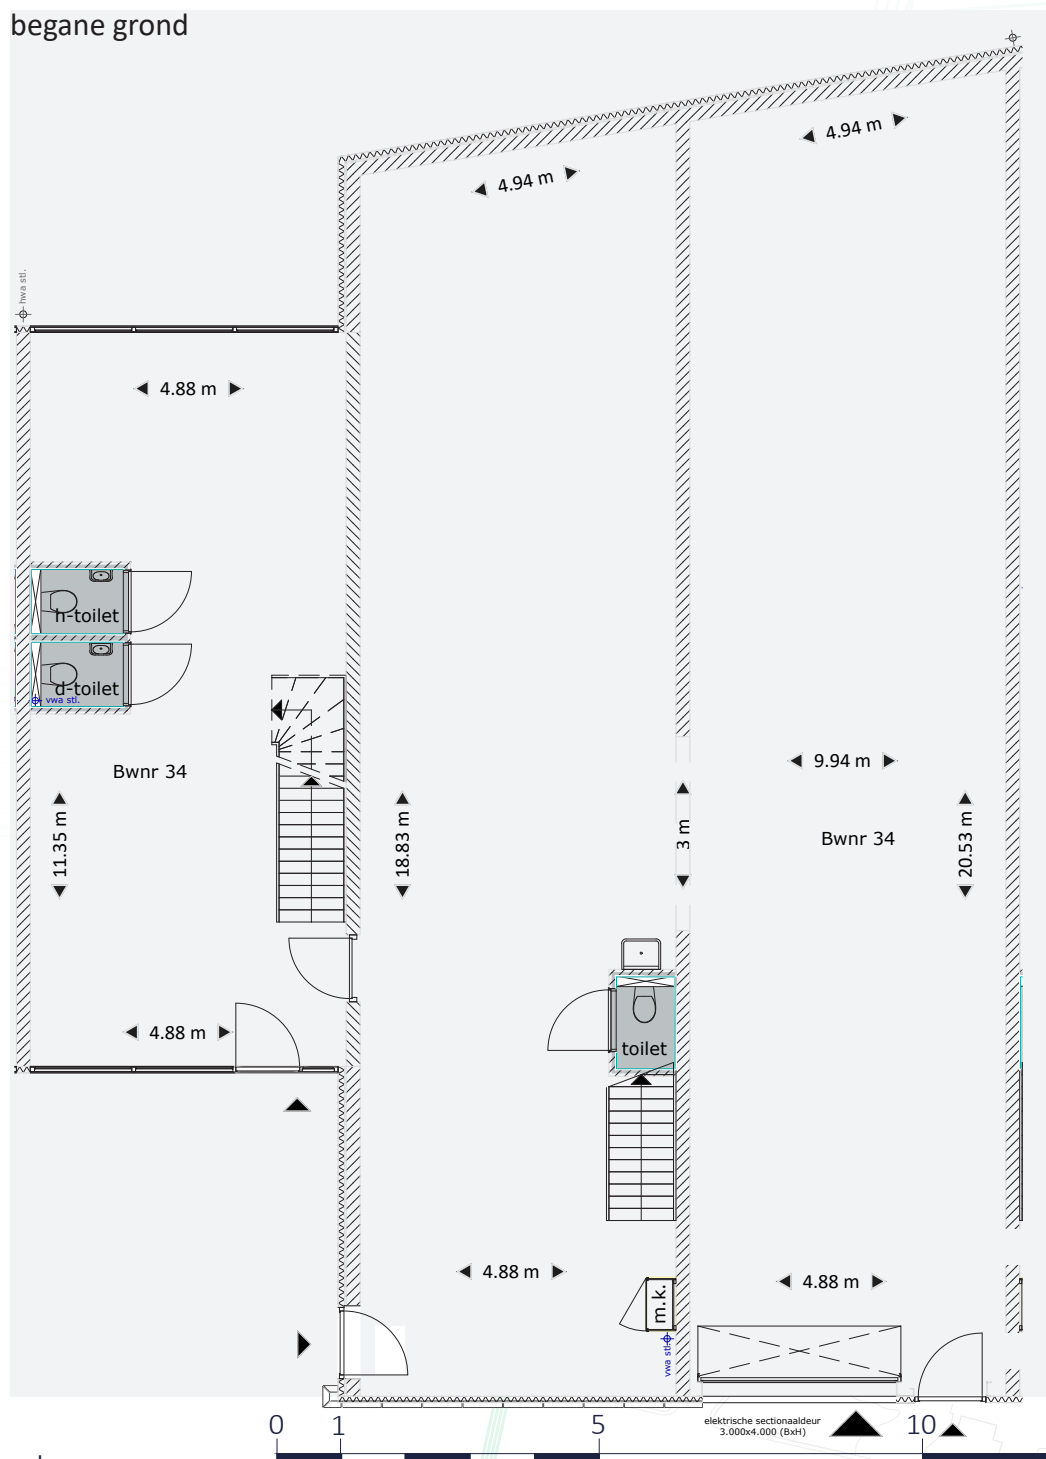 begane grond
4.94 m
4.94 m
hwa stl.
4.88 m
h-toilet
d-toilet
vwa stl.
Bwnr 34
9.94 m
11.35 m
18.83 m
3 m
Bwnr 34
20.53 m
4.88 m
toilet
4.88 m
m.k.
4.88 m
vwa stl.
elektrische sectionaaldeur
3.000x4.000 (BxH)
0 1 5 10